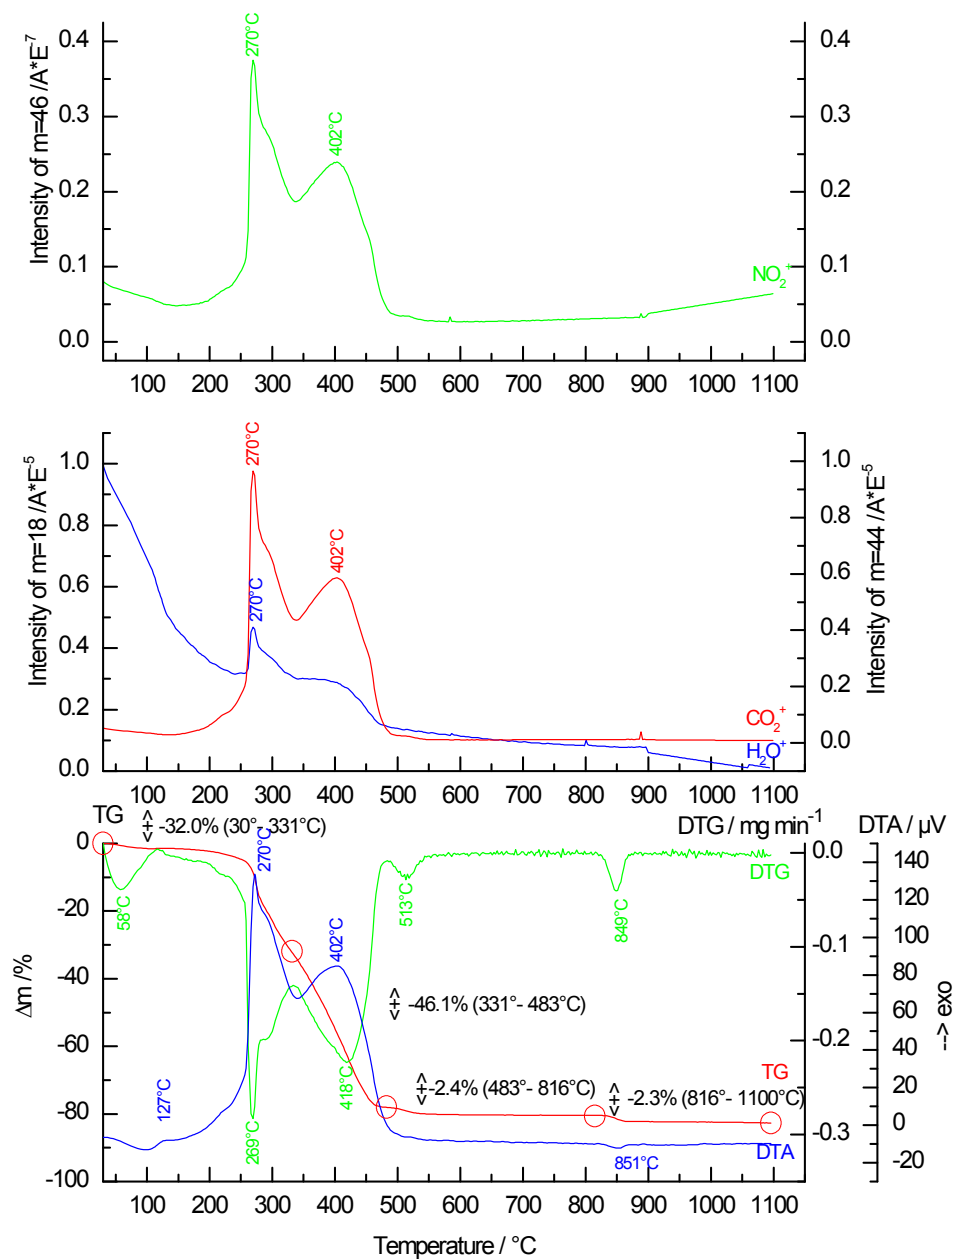 Intensity of m=46 /A*E⁻⁷
0.4 0.4
0.3 0.3
0.2 0.2
0.1 0.1
0.0 0.0
270°C
402°C
NO₂⁺
100 200 300 400 500 600 700 800 900 1000 1100
Intensity of m=18 /A*E⁻⁵
Intensity of m=44 /A*E⁻⁵
1.0 1.0
0.8 0.8
0.6 0.6
0.4 0.4
0.2 0.2
0.0 0.0
270°C
402°C
270°C
CO₂⁺
H₂O⁺
100 200 300 400 500 600 700 800 900 1000 1100
TG
-32.0% (30°- 331°C)
DTG / mg min⁻¹
DTA / µV
Δm /%
0
-20
-40
-60
-80
-100
0.0
-0.1
-0.2
-0.3
140
120
100
80
60
40
20
0
-20
--> exo
270°C
DTG
58°C
513°C
849°C
402°C
-46.1% (331°- 483°C)
418°C
TG
-2.4% (483°- 816°C)
-2.3% (816°- 1100°C)
127°C
269°C
851°C
DTA
100 200 300 400 500 600 700 800 900 1000 1100
Temperature / °C